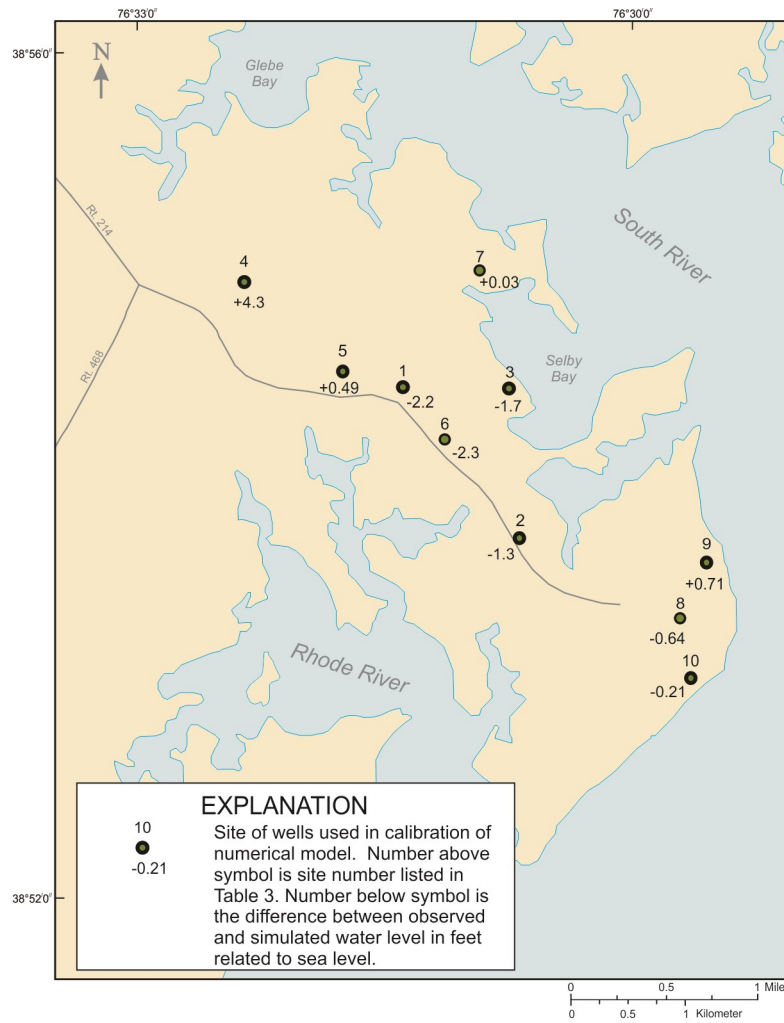 76°33'0"
76°30'0"
38°56'0"
N
Glebe
Bay
South River
Rt. 214
4
+4.3
7
+0.03
Rt. 468
5
+0.49
1
-2.2
3
-1.7
Selby
Bay
6
-2.3
2
-1.3
9
+0.71
8
-0.64
10
-0.21
Rhode River
EXPLANATION
10
-0.21
Site of wells used in calibration of
numerical model. Number above
symbol is site number listed in
Table 3. Number below symbol is
the difference between observed
and simulated water level in feet
related to sea level.
38°52'0"
0 0.5 1 Mile
0 0.5 1 Kilometer